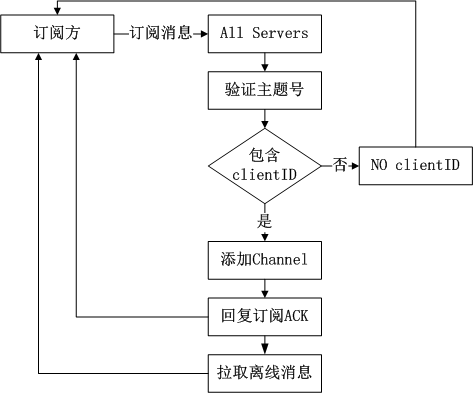 订阅方
订阅消息
All Servers
验证主题号
包含
clientID
否
NO clientID
是
添加Channel
回复订阅ACK
拉取离线消息